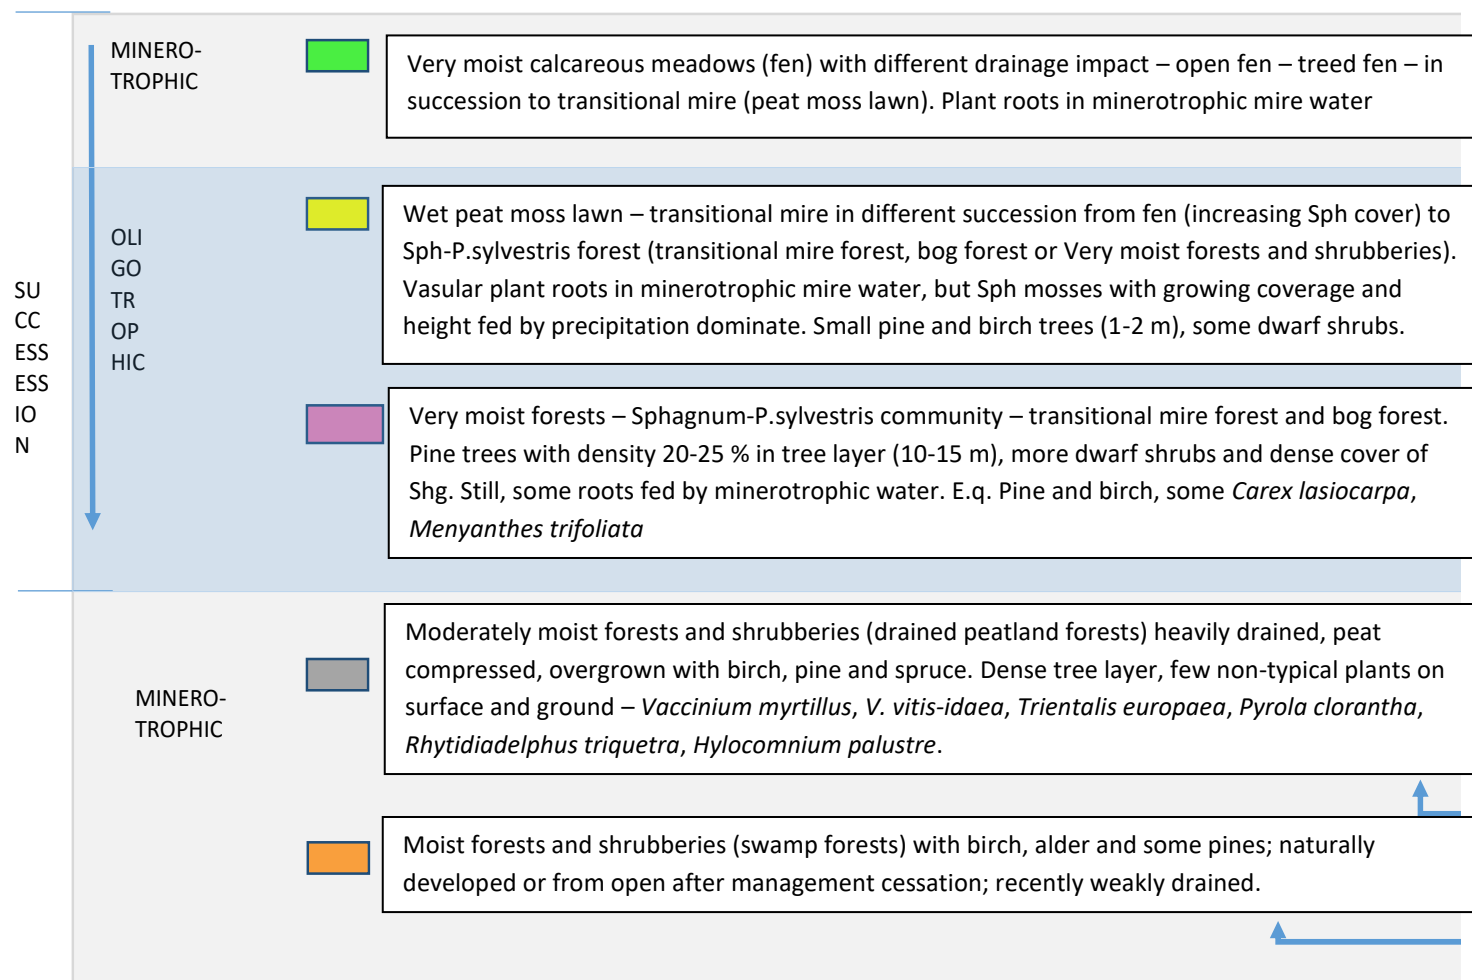 MINERO-
TROPHIC
Very moist calcareous meadows (fen) with different drainage impact – open fen – treed fen – in
succession to transitional mire (peat moss lawn). Plant roots in minerotrophic mire water
SU
CC
ESS
ESS
IO
N
OLI
GO
TR
OP
HIC
Wet peat moss lawn – transitional mire in different succession from fen (increasing Sph cover) to
Sph-P.sylvestris forest (transitional mire forest, bog forest or Very moist forests and shrubberies).
Vasular plant roots in minerotrophic mire water, but Sph mosses with growing coverage and
height fed by precipitation dominate. Small pine and birch trees (1-2 m), some dwarf shrubs.
Very moist forests – Sphagnum-P.sylvestris community – transitional mire forest and bog forest.
Pine trees with density 20-25 % in tree layer (10-15 m), more dwarf shrubs and dense cover of
Shg. Still, some roots fed by minerotrophic water. E.q. Pine and birch, some Carex lasiocarpa,
Menyanthes trifoliata
MINERO-
TROPHIC
Moderately moist forests and shrubberies (drained peatland forests) heavily drained, peat
compressed, overgrown with birch, pine and spruce. Dense tree layer, few non-typical plants on
surface and ground – Vaccinium myrtillus, V. vitis-idaea, Trientalis europaea, Pyrola clorantha,
Rhytidiadelphus triquetra, Hylocomnium palustre.
Moist forests and shrubberies (swamp forests) with birch, alder and some pines; naturally
developed or from open after management cessation; recently weakly drained.